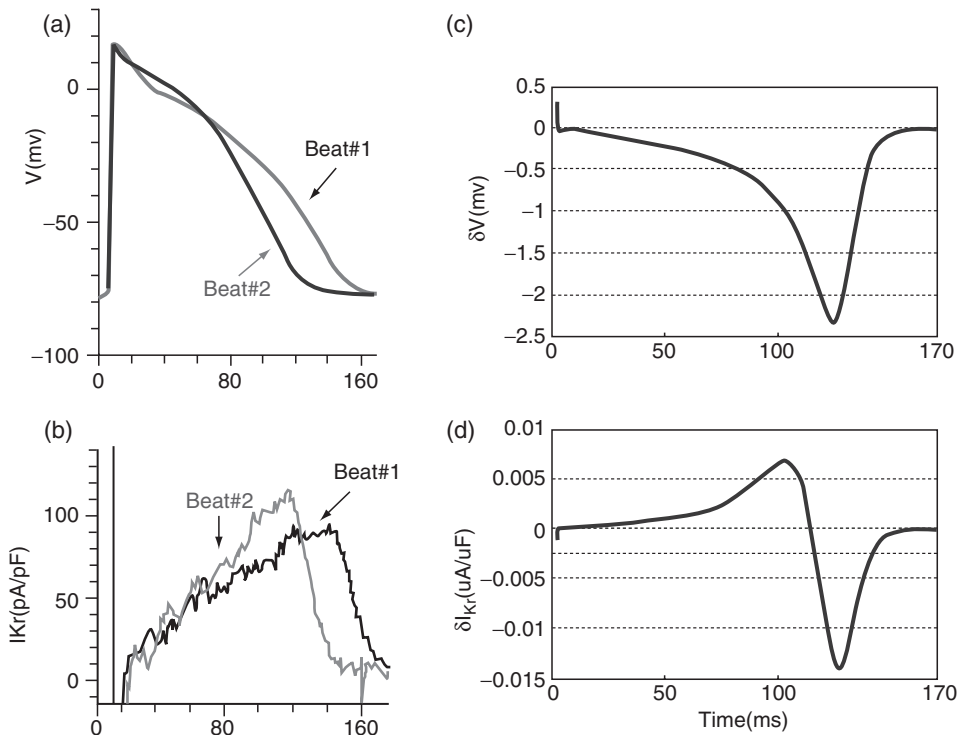 (a)
V(mv)
0
−50
−100
Beat#1
Beat#2
0
80
160
(b)
IKr(pA/pF)
100
50
0
Beat#2
Beat#1
0
80
160
(c)
δV(mv)
0.5
0
−0.5
−1
−1.5
−2
−2.5
0
50
100
170
(d)
δIKr(uA/uF)
0.01
0.005
0
−0.005
−0.01
−0.015
0
50
100
170
Time(ms)